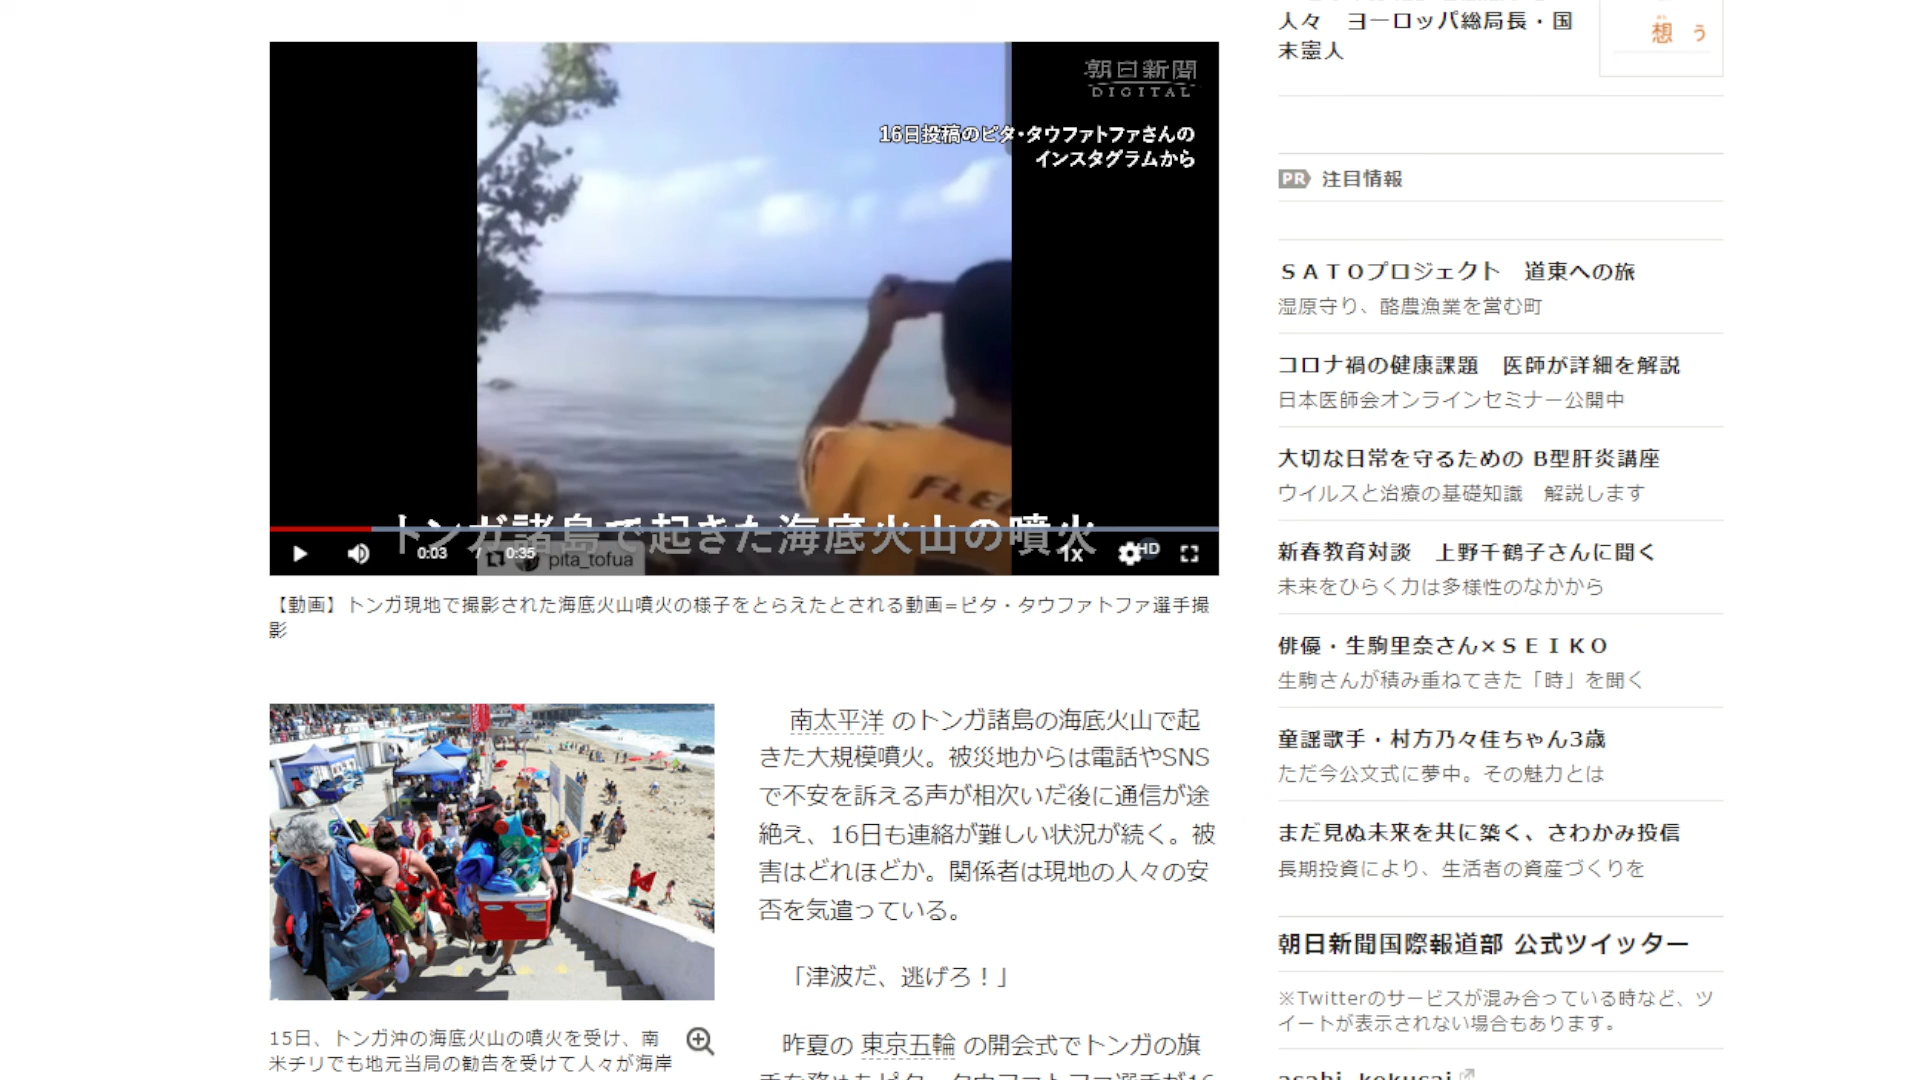 朝日新聞
DIGITAL
16日投稿のピタ・タウファトファさんの
インスタグラムから
FLE
トンガ諸島で起きた海底火山の噴火
0:03 / 0:35 pita_tofua 1x HD
【動画】トンガ現地で撮影された海底火山噴火の様子をとらえたとされる動画=ピタ・タウファトファ選手撮
影
15日、トンガ沖の海底火山の噴火を受け、南
米チリでも地元当局の勧告を受けて人々が海岸
南太平洋のトンガ諸島の海底火山で起
きた大規模噴火。被災地からは電話やSNS
で不安を訴える声が相次いだ後に通信が途
絶え、16日も連絡が難しい状況が続く。被
害はどれほどか。関係者は現地の人々の安
否を気遣っている。
「津波だ、逃げろ！」
昨夏の東京五輪の開会式でトンガの旗
手を務めたピタ・タウファトファ選手が16
人々　ヨーロッパ総局長・国
末憲人
想う
PR 注目情報
ＳＡＴＯプロジェクト　道東への旅
湿原守り、酪農漁業を営む町
コロナ禍の健康課題　医師が詳細を解説
日本医師会オンラインセミナー公開中
大切な日常を守るための B型肝炎講座
ウイルスと治療の基礎知識　解説します
新春教育対談　上野千鶴子さんに聞く
未来をひらく力は多様性のなかから
俳優・生駒里奈さん×ＳＥＩＫＯ
生駒さんが積み重ねてきた「時」を聞く
童謡歌手・村方乃々佳ちゃん3歳
ただ今公文式に夢中。その魅力とは
まだ見ぬ未来を共に築く、さわかみ投信
長期投資により、生活者の資産づくりを
朝日新聞国際報道部 公式ツイッター
※Twitterのサービスが混み合っている時など、ツ
イートが表示されない場合もあります。
asahi_kokusai